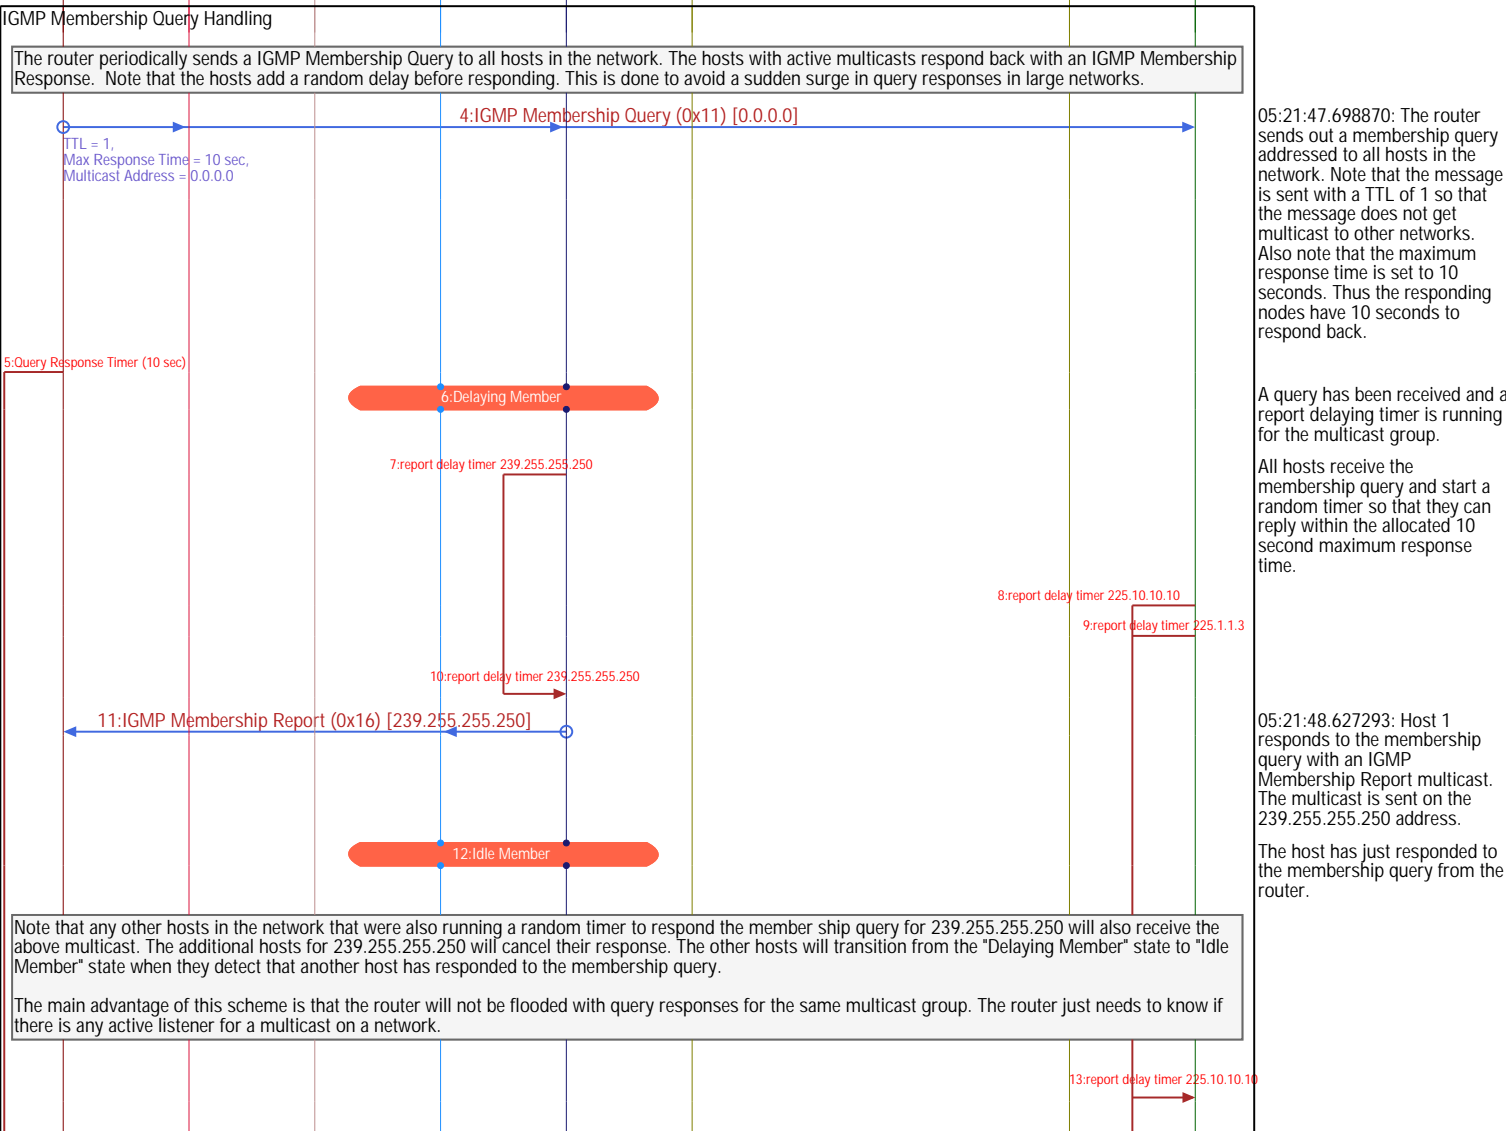 IGMP Membership Query Handling
The router periodically sends a IGMP Membership Query to all hosts in the network. The hosts with active multicasts respond back with an IGMP Membership
Response.  Note that the hosts add a random delay before responding. This is done to avoid a sudden surge in query responses in large networks.
4:IGMP Membership Query (0x11) [0.0.0.0]
TTL = 1,
Max Response Time = 10 sec,
Multicast Address = 0.0.0.0
05:21:47.698870: The router
sends out a membership query
addressed to all hosts in the
network. Note that the message
is sent with a TTL of 1 so that
the message does not get
multicast to other networks.
Also note that the maximum
response time is set to 10
seconds. Thus the responding
nodes have 10 seconds to
respond back.
5:Query Response Timer (10 sec)
6:Delaying Member
A query has been received and a
report delaying timer is running
for the multicast group.
7:report delay timer 239.255.255.250
All hosts receive the
membership query and start a
random timer so that they can
reply within the allocated 10
second maximum response
time.
8:report delay timer 225.10.10.10
9:report delay timer 225.1.1.3
10:report delay timer 239.255.255.250
11:IGMP Membership Report (0x16) [239.255.255.250]
05:21:48.627293: Host 1
responds to the membership
query with an IGMP
Membership Report multicast.
The multicast is sent on the
239.255.255.250 address.
12:Idle Member
The host has just responded to
the membership query from the
router.
Note that any other hosts in the network that were also running a random timer to respond the member ship query for 239.255.255.250 will also receive the
above multicast. The additional hosts for 239.255.255.250 will cancel their response. The other hosts will transition from the "Delaying Member" state to "Idle
Member" state when they detect that another host has responded to the membership query.
The main advantage of this scheme is that the router will not be flooded with query responses for the same multicast group. The router just needs to know if
there is any active listener for a multicast on a network.
13:report delay timer 225.10.10.10